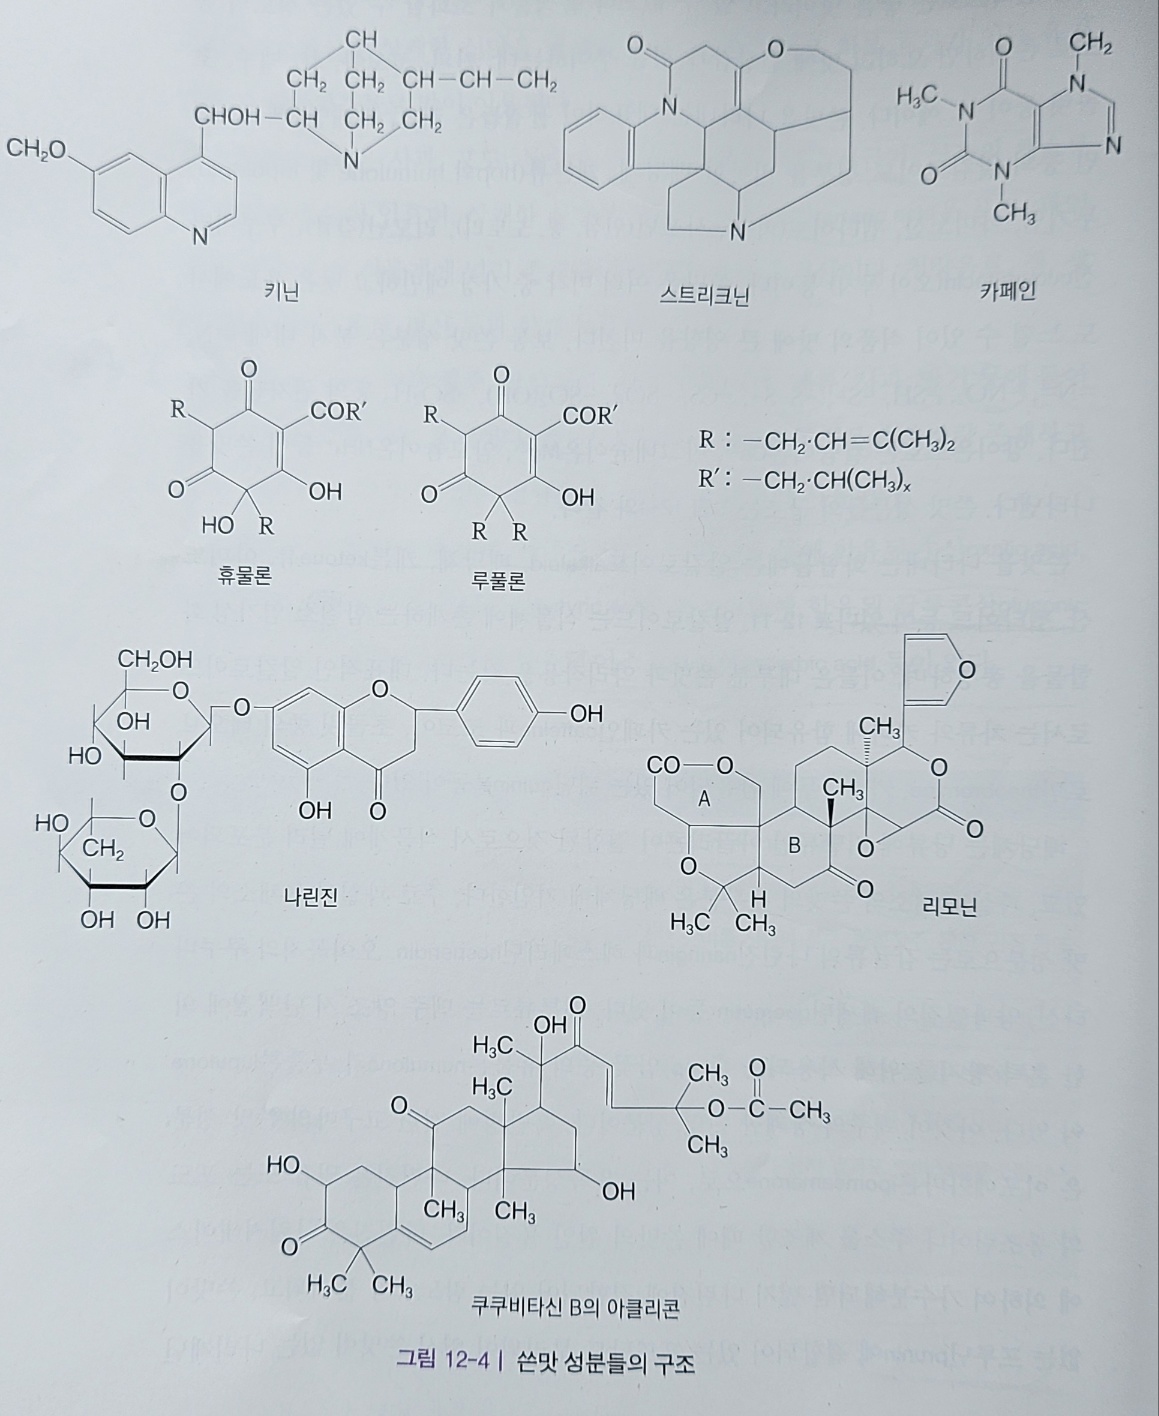 CH
CH₂ CH₂ CH—CH—CH₂
CHOH—CH CH₂ CH₂
CH₂O
N
N
키닌
O
O
N
N
스트리크닌
O
CH₂
H₃C
N
N
N
O
N
CH₃
카페인
O
R
COR′
O
OH
HO R
휴물론
O
R
COR′
O
OH
R R
루풀론
R : —CH₂·CH=C(CH₃)₂
R′: —CH₂·CH(CH₃)ₓ
CH₂OH
O
O
O
OH
OH
HO
O
HO
O
CH₂
OH
O
OH OH
나린진
O
CH₃
CO—O
O
A
CH₃
B
O
O
O
O
H
H₃C CH₃
리모닌
O
OH
H₃C
H₃C
CH₃ O
O
O—C—CH₃
CH₃
HO
OH
CH₃ CH₃
O
H₃C CH₃
쿠쿠비타신 B의 아클리콘
그림 12-4 | 쓴맛 성분들의 구조